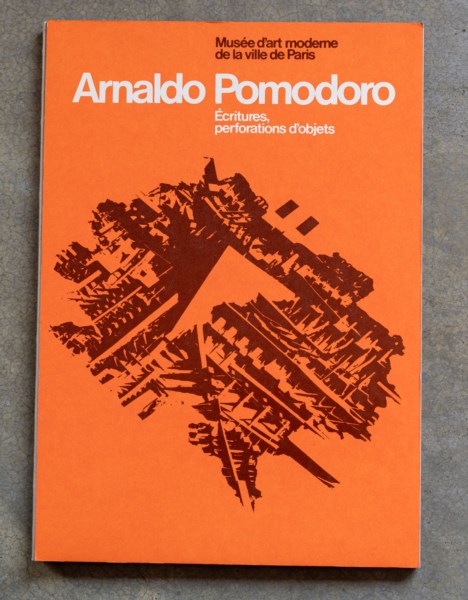 Musée d'art moderne
de la ville de Paris
Arnaldo Pomodoro
Écritures,
perforations d'objets